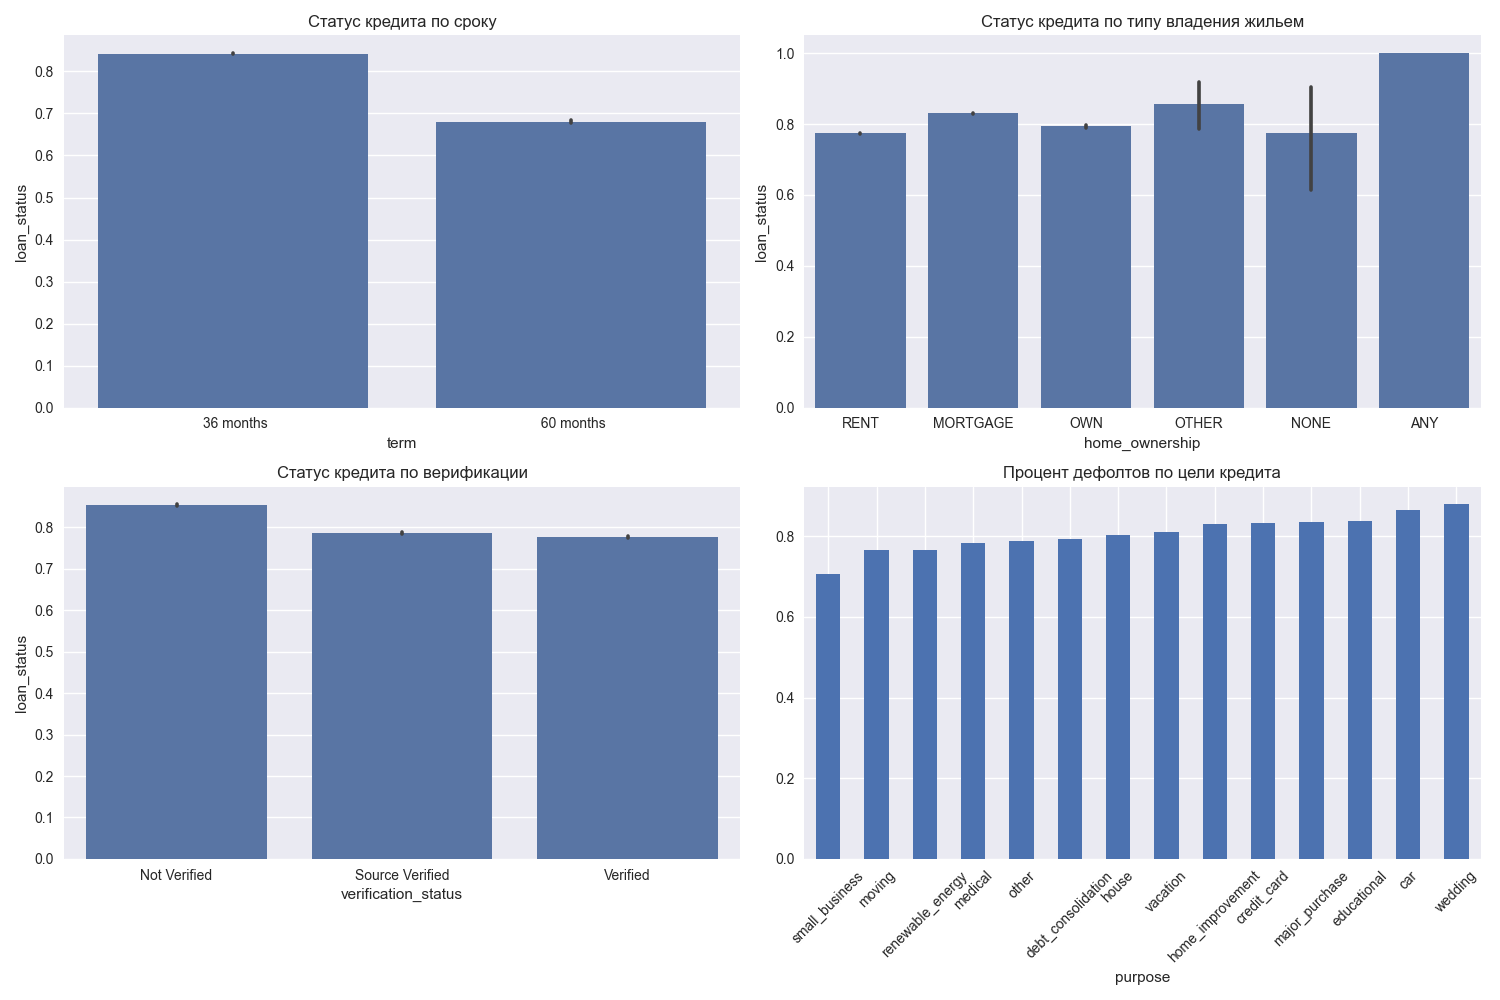 Статус кредита по сроку
loan_status
0.8
0.7
0.6
0.5
0.4
0.3
0.2
0.1
0.0
36 months
60 months
term
Статус кредита по типу владения жильем
loan_status
1.0
0.8
0.6
0.4
0.2
0.0
RENT
MORTGAGE
OWN
OTHER
NONE
ANY
home_ownership
Статус кредита по верификации
loan_status
0.8
0.7
0.6
0.5
0.4
0.3
0.2
0.1
0.0
Not Verified
Source Verified
Verified
verification_status
Процент дефолтов по цели кредита
0.8
0.6
0.4
0.2
0.0
small_business
moving
renewable_energy
medical
other
debt_consolidation
house
vacation
home_improvement
credit_card
major_purchase
educational
car
wedding
purpose